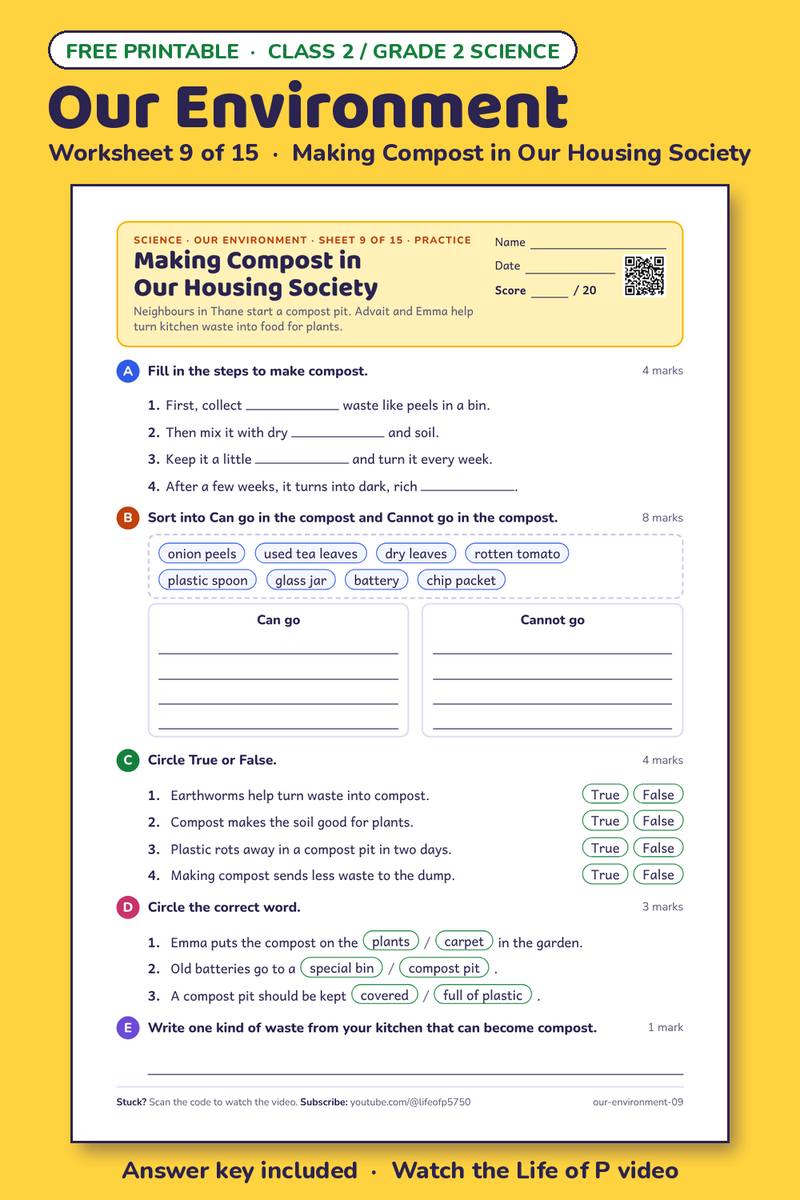 FREE PRINTABLE · CLASS 2 / GRADE 2 SCIENCE
Our Environment
Worksheet 9 of 15 · Making Compost in Our Housing Society
SCIENCE · OUR ENVIRONMENT · SHEET 9 OF 15 · PRACTICE
Making Compost in
Our Housing Society
Neighbours in Thane start a compost pit. Advait and Emma help
turn kitchen waste into food for plants.
Name ____________
Date ____________
Score ______ / 20
A Fill in the steps to make compost. 4 marks
1. First, collect ____________ waste like peels in a bin.
2. Then mix it with dry ____________ and soil.
3. Keep it a little ____________ and turn it every week.
4. After a few weeks, it turns into dark, rich ____________.
B Sort into Can go in the compost and Cannot go in the compost. 8 marks
onion peels used tea leaves dry leaves rotten tomato
plastic spoon glass jar battery chip packet
Can go Cannot go
C Circle True or False. 4 marks
1. Earthworms help turn waste into compost. True False
2. Compost makes the soil good for plants. True False
3. Plastic rots away in a compost pit in two days. True False
4. Making compost sends less waste to the dump. True False
D Circle the correct word. 3 marks
1. Emma puts the compost on the plants / carpet in the garden.
2. Old batteries go to a special bin / compost pit .
3. A compost pit should be kept covered / full of plastic .
E Write one kind of waste from your kitchen that can become compost. 1 mark
Stuck? Scan the code to watch the video. Subscribe: youtube.com/@lifeofp5750 our-environment-09
Answer key included · Watch the Life of P video